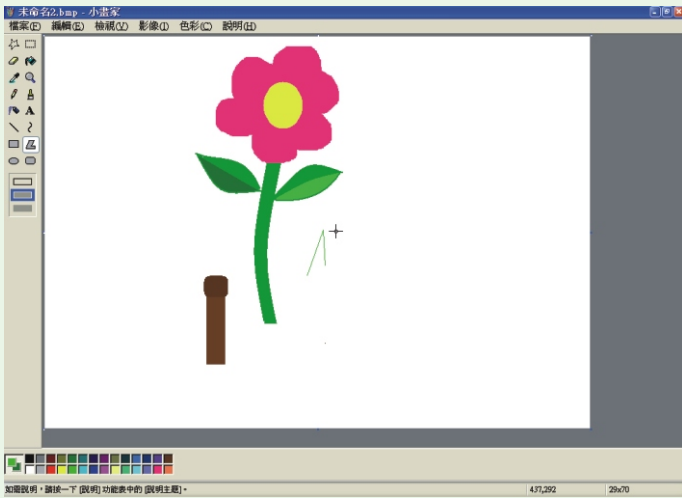 未命名2.bmp - 小畫家
檔案(F) 編輯(E) 檢視(V) 影像(I) 色彩(C) 說明(H)
A
如需說明，請按一下 [說明] 功能表中的 [說明主題]。 437,292 29x70